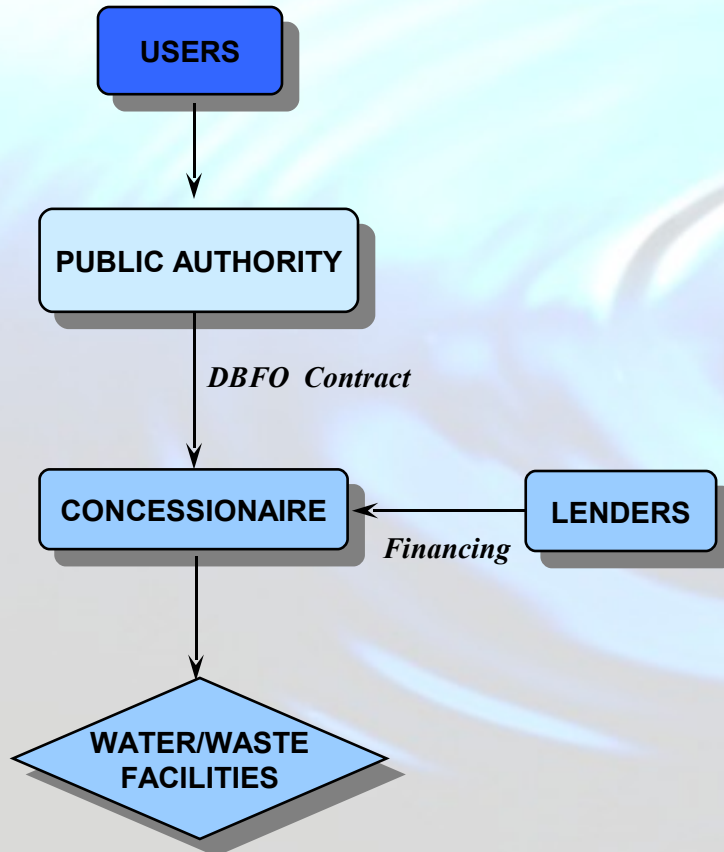 USERS
PUBLIC AUTHORITY
DBFO Contract
CONCESSIONAIRE
LENDERS
Financing
WATER/WASTE
FACILITIES